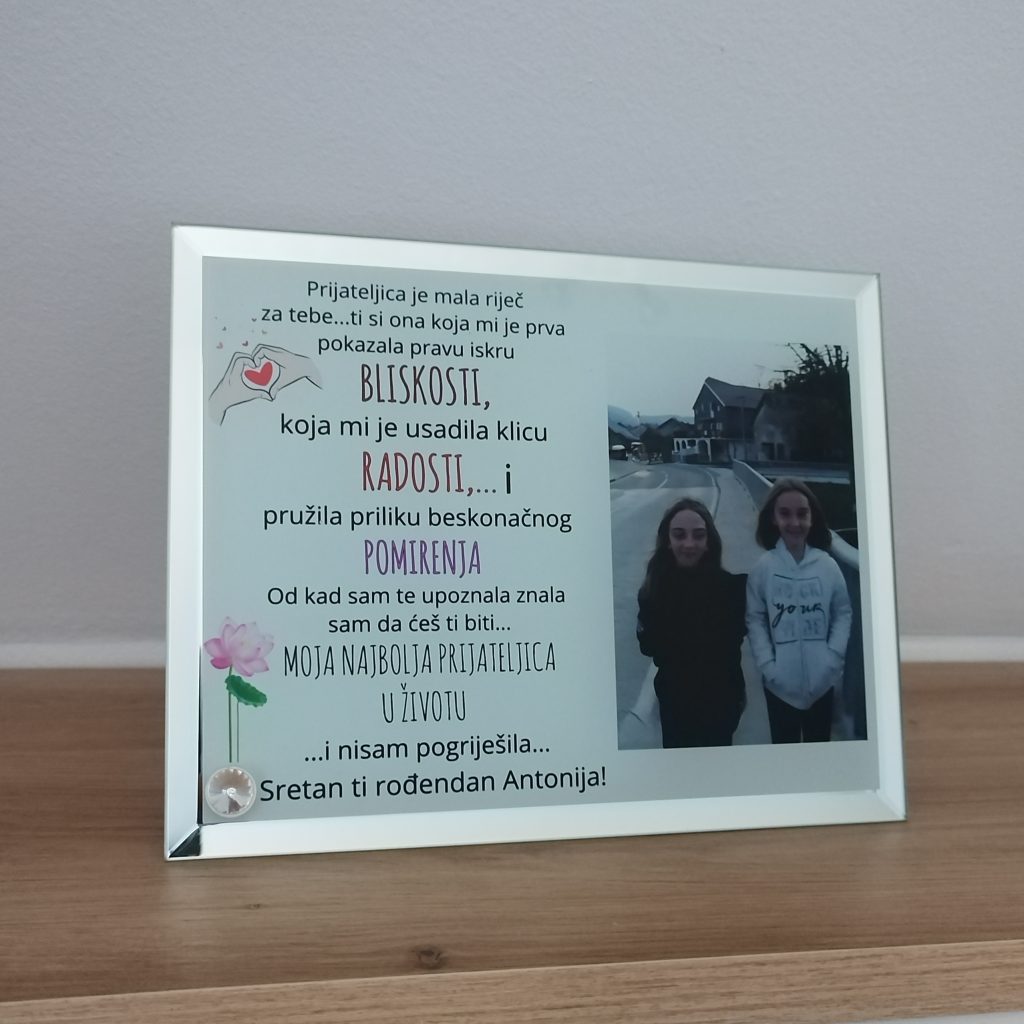 Prijateljica je mala riječ
za tebe...ti si ona koja mi je prva
pokazala pravu iskru
BLISKOSTI,
koja mi je usadila klicu
RADOSTI,... i
pružila priliku beskonačnog
POMIRENJA
Od kad sam te upoznala znala
sam da ćeš ti biti...
MOJA NAJBOLJA PRIJATELJICA
U ŽIVOTU
...i nisam pogriješila...
Sretan ti rođendan Antonija!
your